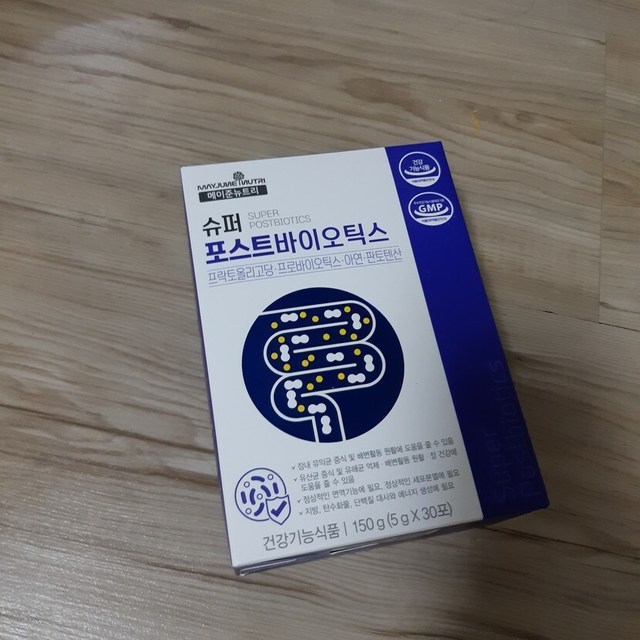 MAYJUNE NUTRI
메이준뉴트리
슈퍼 SUPER POSTBIOTICS
포스트바이오틱스
프락토올리고당·프로바이오틱스·아연·판토텐산
건강
기능식품
GMP
✓ 장내 유익균 증식 및 배변활동 원활에 도움을 줄 수 있음
✓ 유산균 증식 및 유해균 억제·배변활동 원활·장 건강에
도움을 줄 수 있음
✓ 정상적인 면역기능에 필요, 정상적인 세포분열에 필요
✓ 지방, 탄수화물, 단백질 대사와 에너지 생성에 필요
건강기능식품 | 150 g (5 g X 30포)
Super